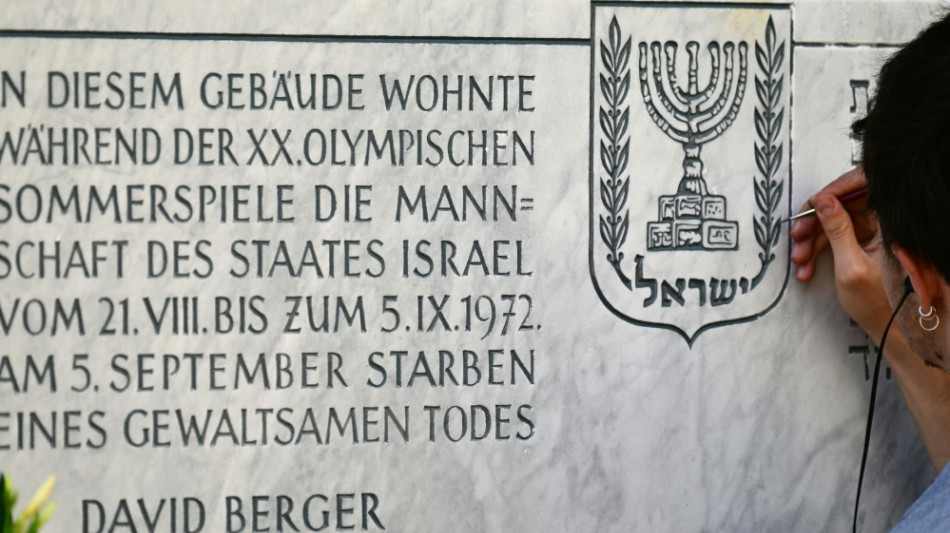 N DIESEM GEBÄUDE WOHNTE
WÄHREND DER XX.OLYMPISCHEN
SOMMERSPIELE DIE MANN=
SCHAFT DES STAATES ISRAEL
VOM 21.VIII.BIS ZUM 5.IX.1972.
AM 5.SEPTEMBER STARBEN
EINES GEWALTSAMEN TODES
DAVID BERGER
ישראל